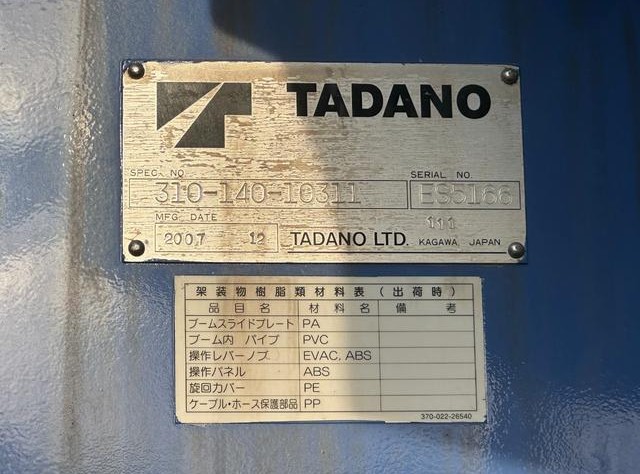 TADANO
SPEC. NO. SERIAL NO.
310-140-10311 ES5166
MFG. DATE 111
2007 12 TADANO LTD. KAGAWA JAPAN
架装物樹脂類材料表(出荷時)
品目名 材料名 備考
ブームスライドプレート PA
ブーム内 パイプ PVC
操作レバーノブ EVAC, ABS
操作パネル ABS
旋回カバー PE
ケーブル・ホース保護部品 PP
370-022-26540